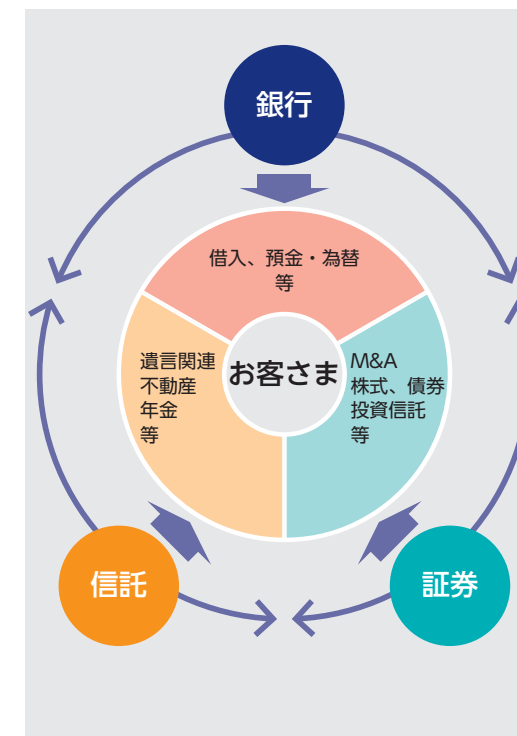 銀行
借入、預金・為替
等
遺言関連
不動産
年金
等
お客さま
M&A
株式、債券
投資信託
等
信託
証券